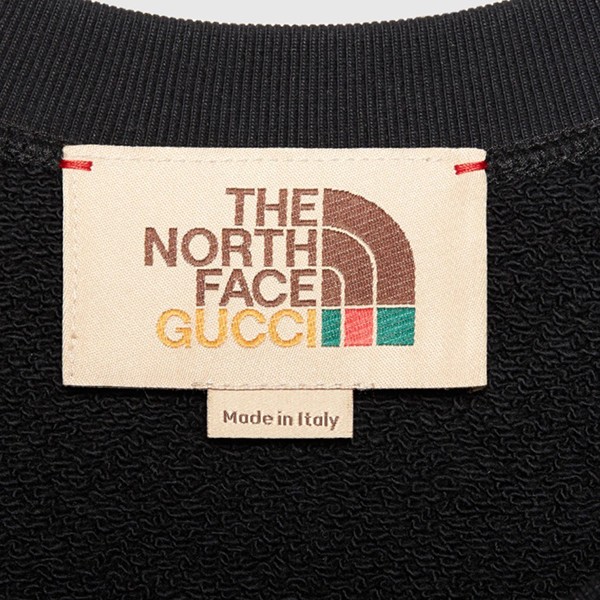 THE
NORTH
FACE
GUCCI
Made in Italy